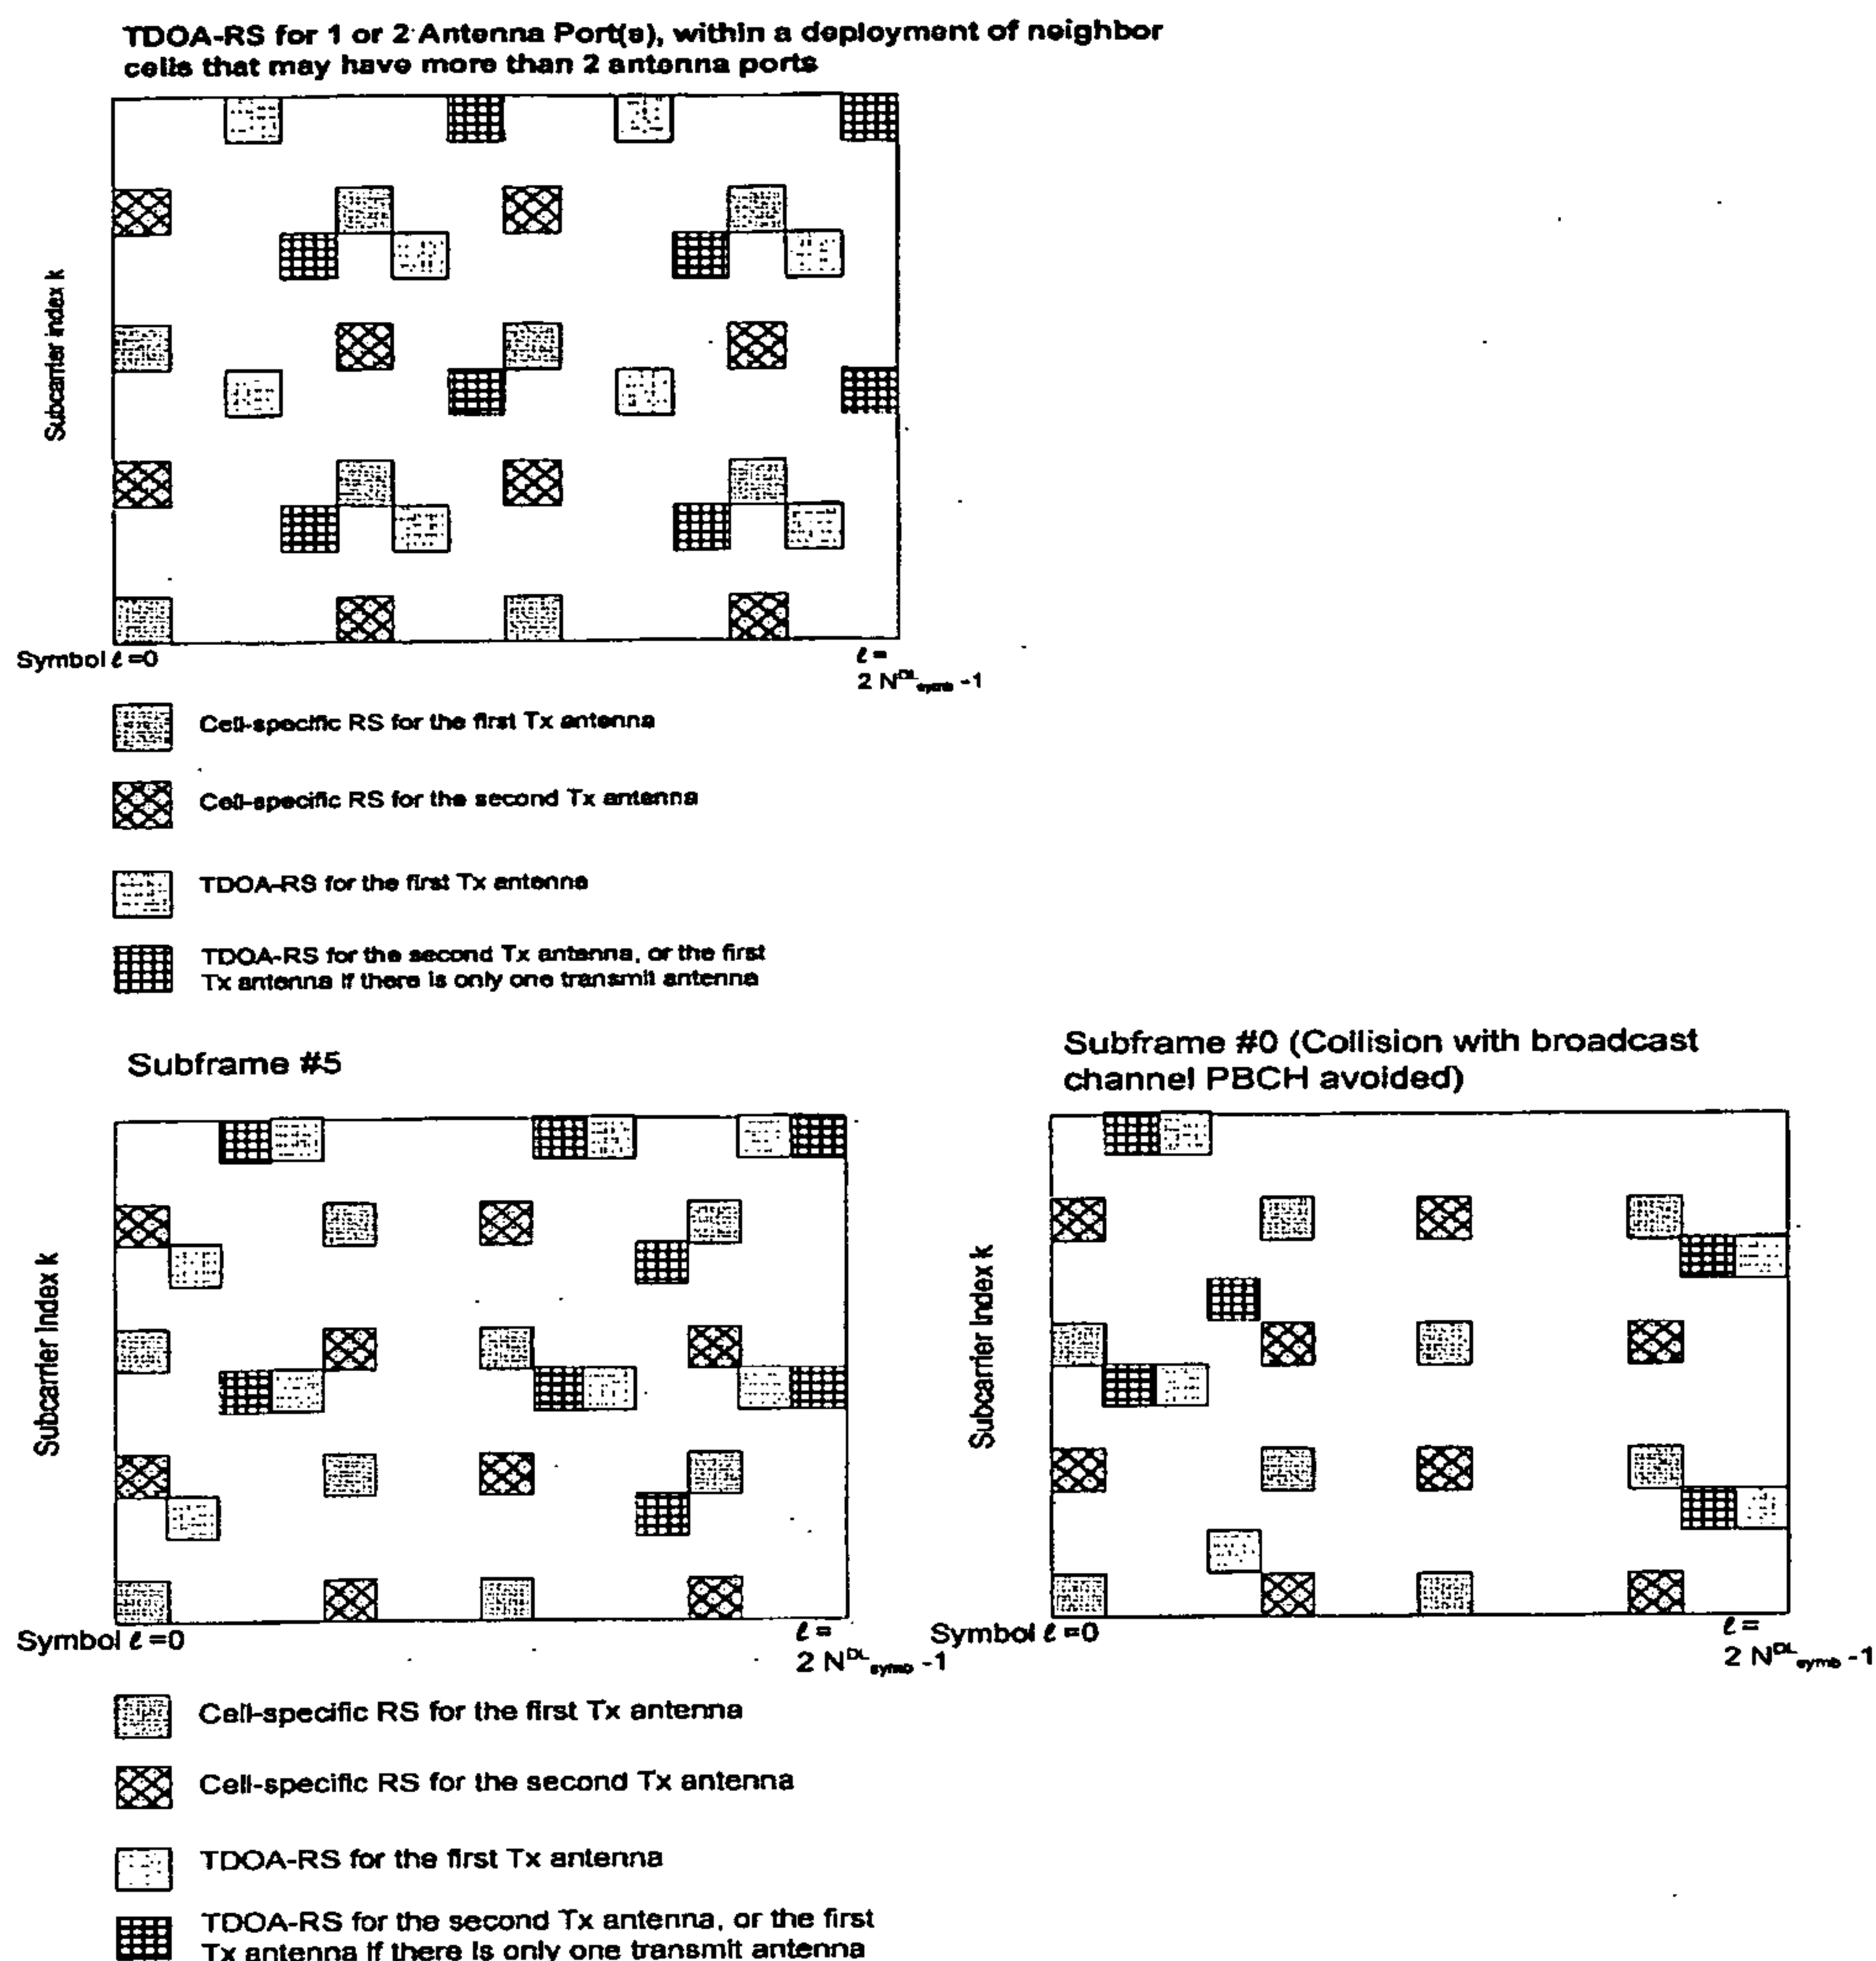 TDOA-RS for 1 or 2 Antenna Port(s), within a deployment of neighbor
cells that may have more than 2 antenna ports
Subcarrier index k
Symbol ℓ =0
ℓ =
2 N^DL_symb -1
Cell-specific RS for the first Tx antenna
Cell-specific RS for the second Tx antenna
TDOA-RS for the first Tx antenna
TDOA-RS for the second Tx antenna, or the first
Tx antenna if there is only one transmit antenna
Subframe #5
Subcarrier index k
Symbol ℓ =0
ℓ =
2 N^DL_symb -1
Subframe #0 (Collision with broadcast
channel PBCH avoided)
Subcarrier index k
Symbol ℓ =0
ℓ =
2 N^DL_symb -1
Cell-specific RS for the first Tx antenna
Cell-specific RS for the second Tx antenna
TDOA-RS for the first Tx antenna
TDOA-RS for the second Tx antenna, or the first
Tx antenna if there is only one transmit antenna